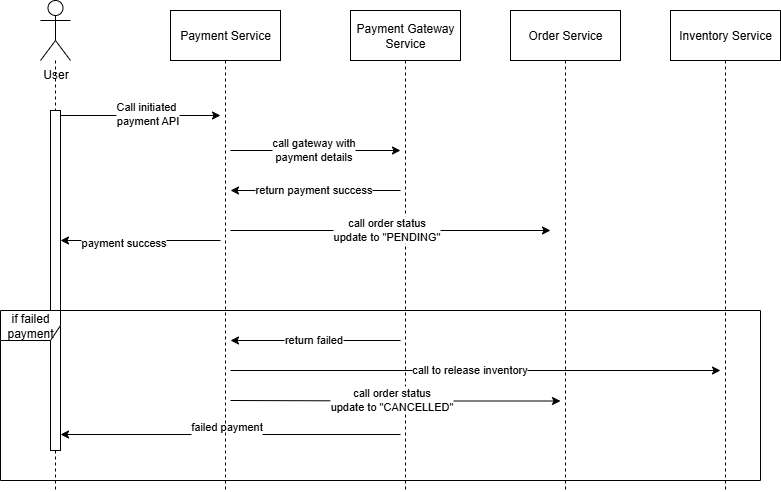 User
Payment Service
Payment Gateway
Service
Order Service
Inventory Service
Call initiated
payment API
call gateway with
payment details
return payment success
call order status
update to "PENDING"
payment success
if failed
payment
return failed
call to release inventory
call order status
update to "CANCELLED"
failed payment